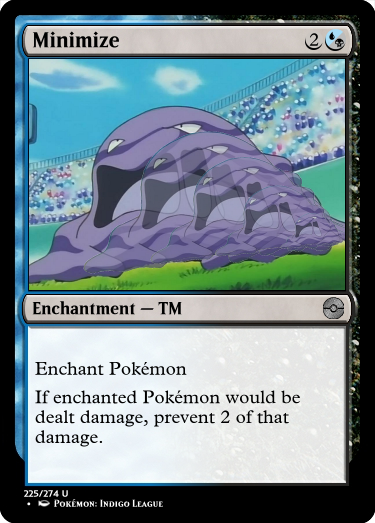 Minimize 2
Enchantment — TM
Enchant Pokémon
If enchanted Pokémon would be
dealt damage, prevent 2 of that
damage.
225/274 U
• Pokémon: Indigo League